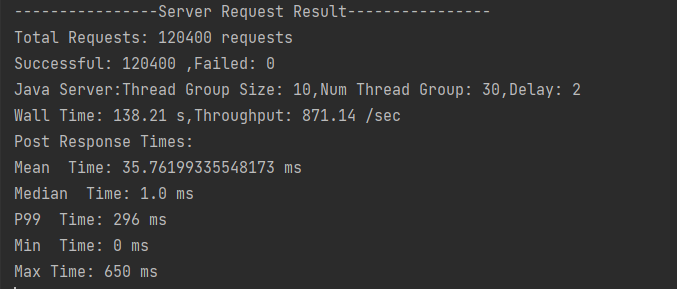 ----------------Server Request Result----------------
Total Requests: 120400 requests
Successful: 120400 ,Failed: 0
Java Server:Thread Group Size: 10,Num Thread Group: 30,Delay: 2
Wall Time: 138.21 s,Throughput: 871.14 /sec
Post Response Times:
Mean  Time: 35.76199335548173 ms
Median  Time: 1.0 ms
P99  Time: 296 ms
Min  Time: 0 ms
Max Time: 650 ms